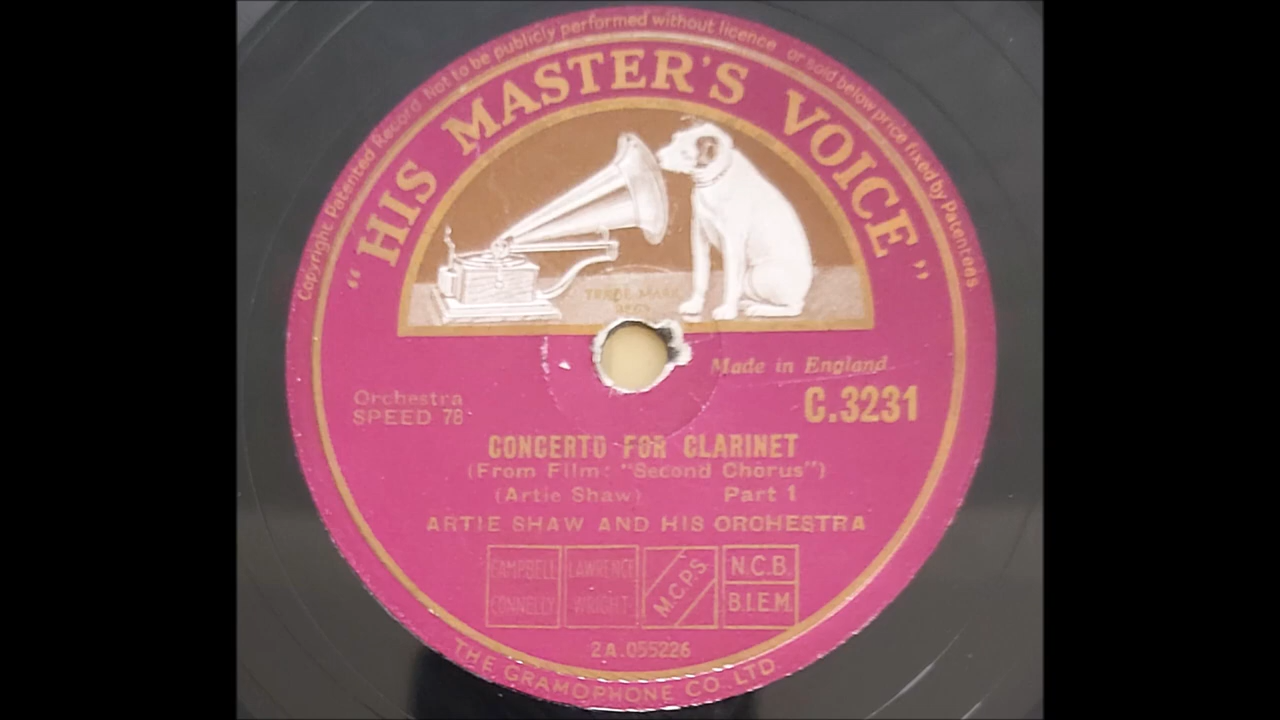 Copyright Patented Record. Not to be publicly performed without licence or sold below price fixed by Patentees
"HIS MASTER'S VOICE"
TRADE MARK
Made in England
Orchestra
SPEED 78
C.3231
CONCERTO FOR CLARINET
(From Film: "Second Chorus")
(Artie Shaw) Part 1
ARTIE SHAW AND HIS ORCHESTRA
CAMPBELL CONNELLY
LAWRENCE WRIGHT
M.C.P.S
N.C.B.
B.I.E.M.
2A.055226
THE GRAMOPHONE CO LTD.